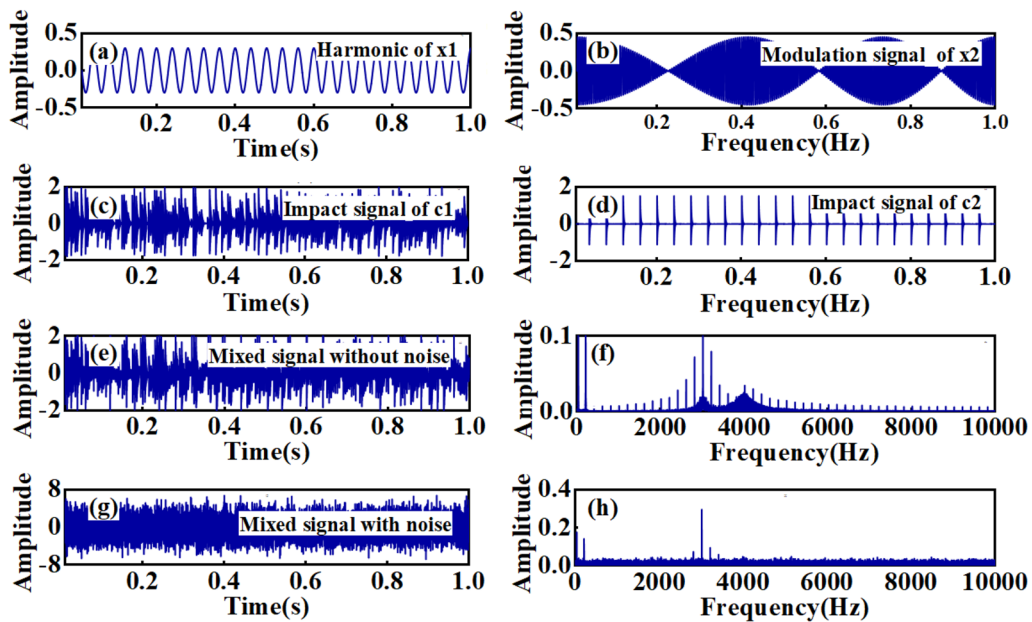 Amplitude
0.5
0.0
-0.5
(a)
Harmonic of x1
0.2 0.4 0.6 0.8 1.0
Time(s)
Amplitude
0.5
0.0
-0.5
(b)
Modulation signal of x2
0.2 0.4 0.6 0.8 1.0
Frequency(Hz)
Amplitude
2
0
-2
(c)
Impact signal of c1
0.2 0.4 0.6 0.8 1.0
Time(s)
Amplitude
2
0
-2
(d)
Impact signal of c2
0.2 0.4 0.6 0.8 1.0
Frequency(Hz)
Amplitude
2
0
-2
(e)
Mixed signal without noise
0.2 0.4 0.6 0.8 1.0
Time(s)
Amplitude
0.1
0.0
(f)
0 2000 4000 6000 8000 10000
Frequency(Hz)
Amplitude
8
0
-8
(g)
Mixed signal with noise
0.2 0.4 0.6 0.8 1.0
Time(s)
Amplitude
0.4
0.2
0.0
(h)
0 2000 4000 6000 8000 10000
Frequency(Hz)